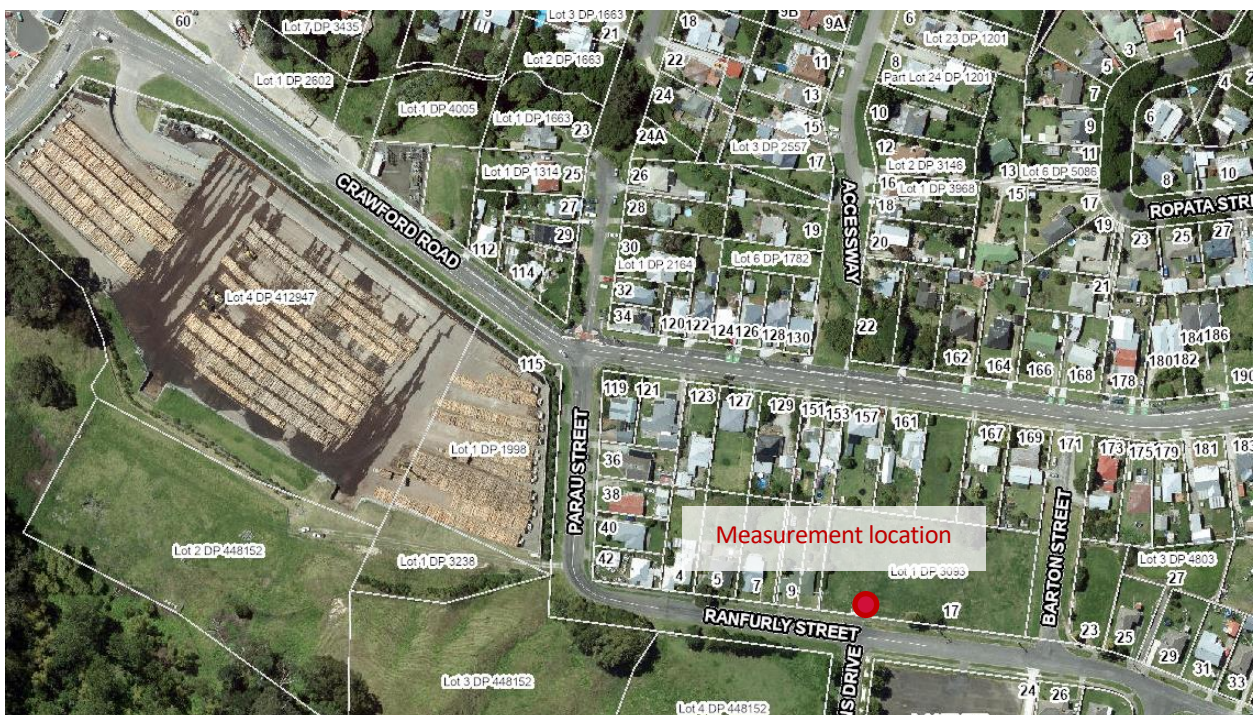 60
Lot 7 DP 3435
9
Lot 3 DP 1663
21
18
9B
9A
6
Lot 23 DP 1201
1
3
Lot 2 DP 1663
22
11
8
5
Part Lot 24 DP 1201
4
Lot 1 DP 2602
24
13
7
Lot 1 DP 4005
10
6
Lot 1 DP 1663
23
24A
15
9
Lot 3 DP 2557
12
11
17
Lot 2 DP 3146
Lot 1 DP 1314
25
26
13
Lot 6 DP 5086
8
10
16
Lot 1 DP 3968
15
CRAWFORD ROAD
27
28
ACCESSWAY
18
17
ROPATA STRE
29
19
19
112
30
20
23
25
27
Lot 1 DP 2164
Lot 6 DP 1782
114
32
21
Lot 4 DP 412947
34
120
122
124
126
128
130
22
162
164
166
168
178
180
182
184
186
190
115
119
121
123
127
129
151
153
157
161
167
169
171
173
175
179
181
183
PARAU STREET
Lot 1 DP 1998
36
38
40
42
Measurement location
BARTON STREET
Lot 2 DP 448152
Lot 1 DP 3238
4
5
7
9
Lot 1 DP 3093
17
Lot 3 DP 4803
27
RANFURLY STREET
23
25
29
31
33
Lot 3 DP 448152
NS DRIVE
24
26
Lot 4 DP 448152